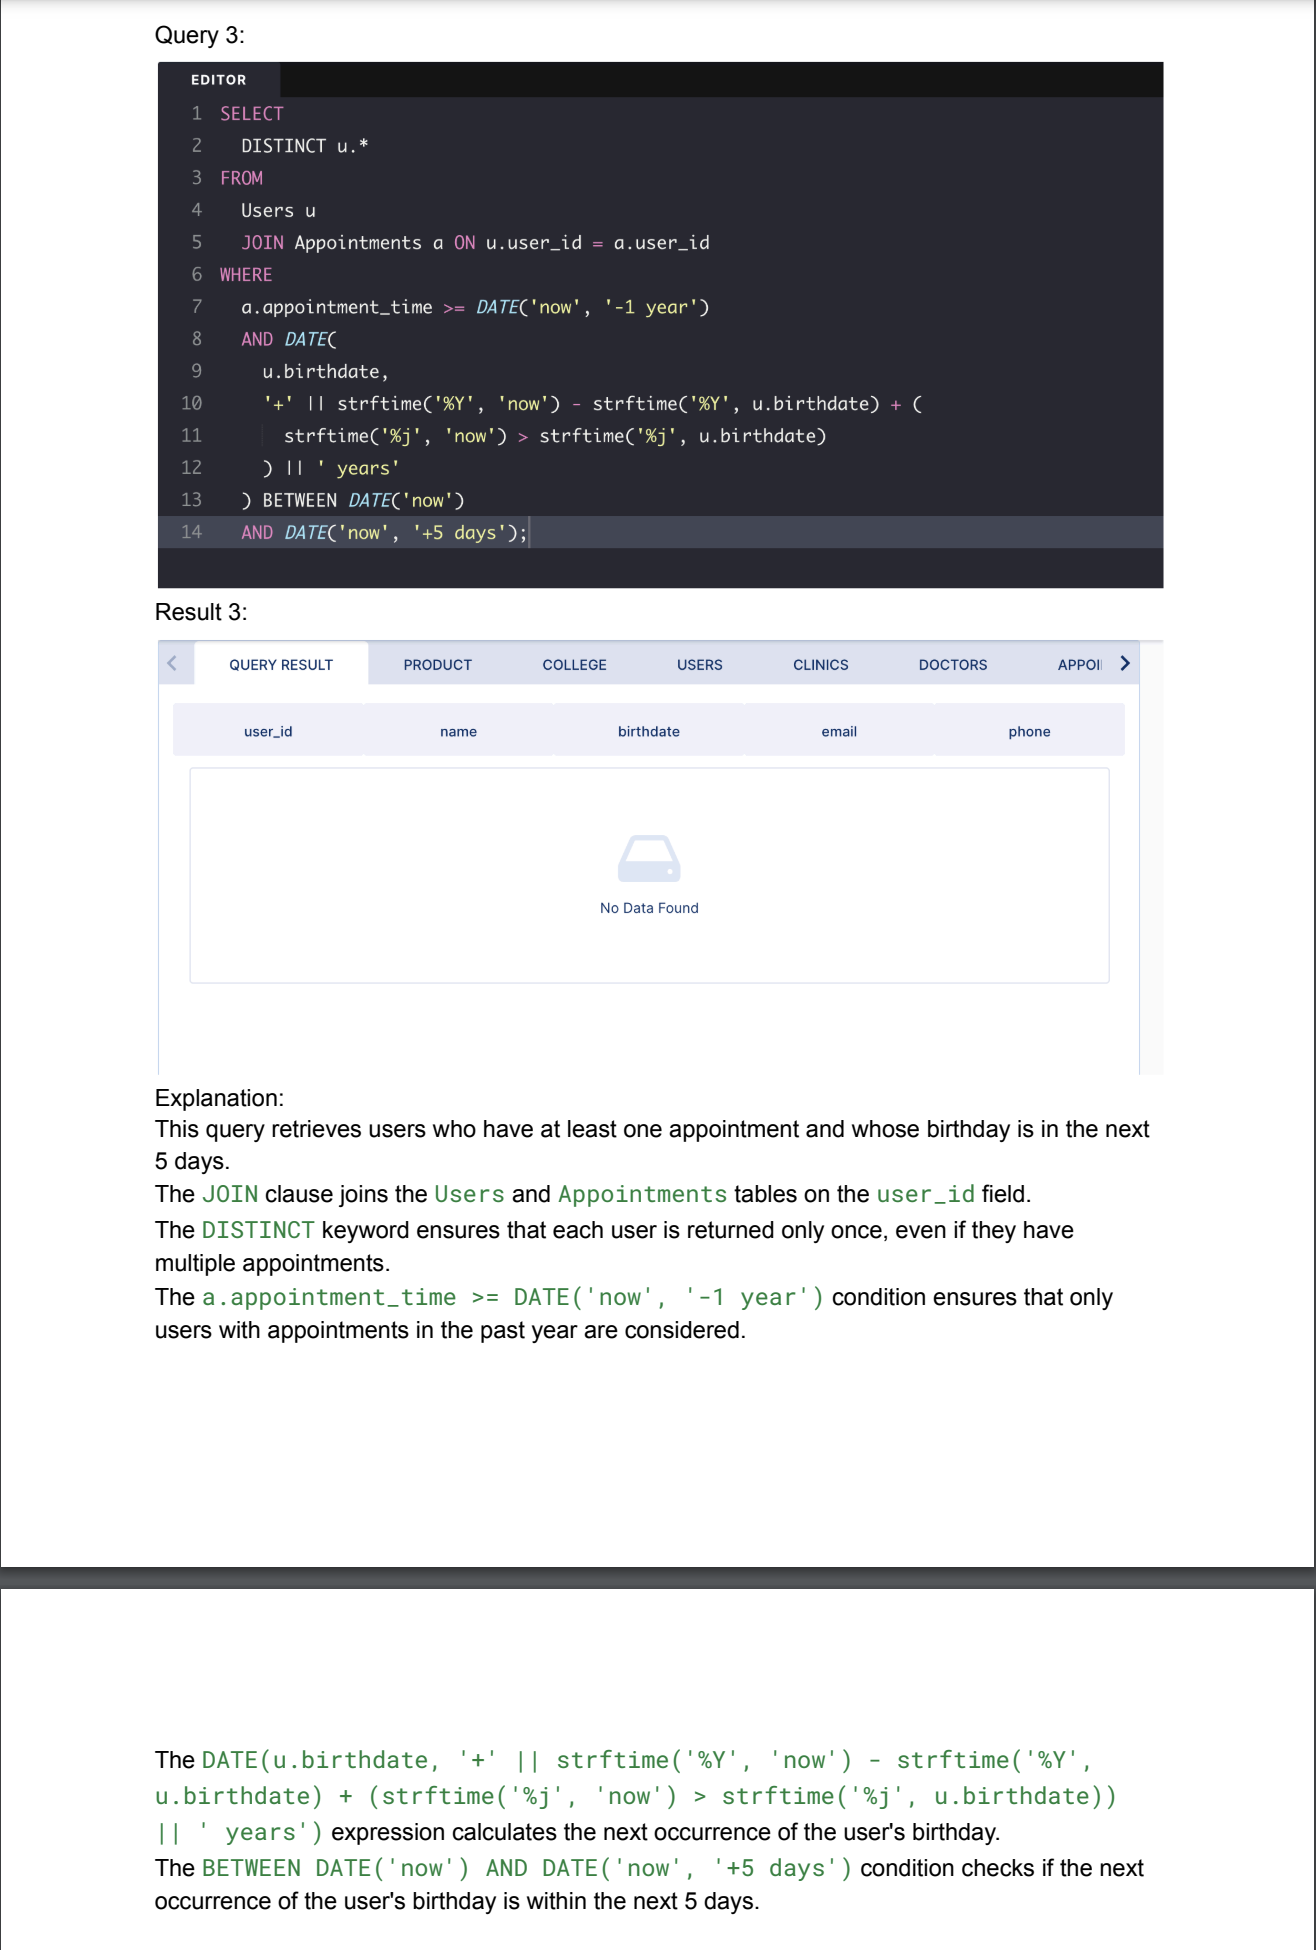 Query 3:
EDITOR
1 SELECT
2 DISTINCT u.*
3 FROM
4 Users u
5 JOIN Appointments a ON u.user_id = a.user_id
6 WHERE
7 a.appointment_time >= DATE('now', '-1 year')
8 AND DATE(
9 u.birthdate,
10 '+' || strftime('%Y', 'now') - strftime('%Y', u.birthdate) + (
11 strftime('%j', 'now') > strftime('%j', u.birthdate)
12 ) || ' years'
13 ) BETWEEN DATE('now')
14 AND DATE('now', '+5 days');
Result 3:
QUERY RESULT PRODUCT COLLEGE USERS CLINICS DOCTORS APPOI
user_id name birthdate email phone
No Data Found
Explanation:
This query retrieves users who have at least one appointment and whose birthday is in the next
5 days.
The JOIN clause joins the Users and Appointments tables on the user_id field.
The DISTINCT keyword ensures that each user is returned only once, even if they have
multiple appointments.
The a.appointment_time >= DATE('now', '-1 year') condition ensures that only
users with appointments in the past year are considered.
The DATE(u.birthdate, '+' || strftime('%Y', 'now') - strftime('%Y',
u.birthdate) + (strftime('%j', 'now') > strftime('%j', u.birthdate))
|| ' years') expression calculates the next occurrence of the user's birthday.
The BETWEEN DATE('now') AND DATE('now', '+5 days') condition checks if the next
occurrence of the user's birthday is within the next 5 days.